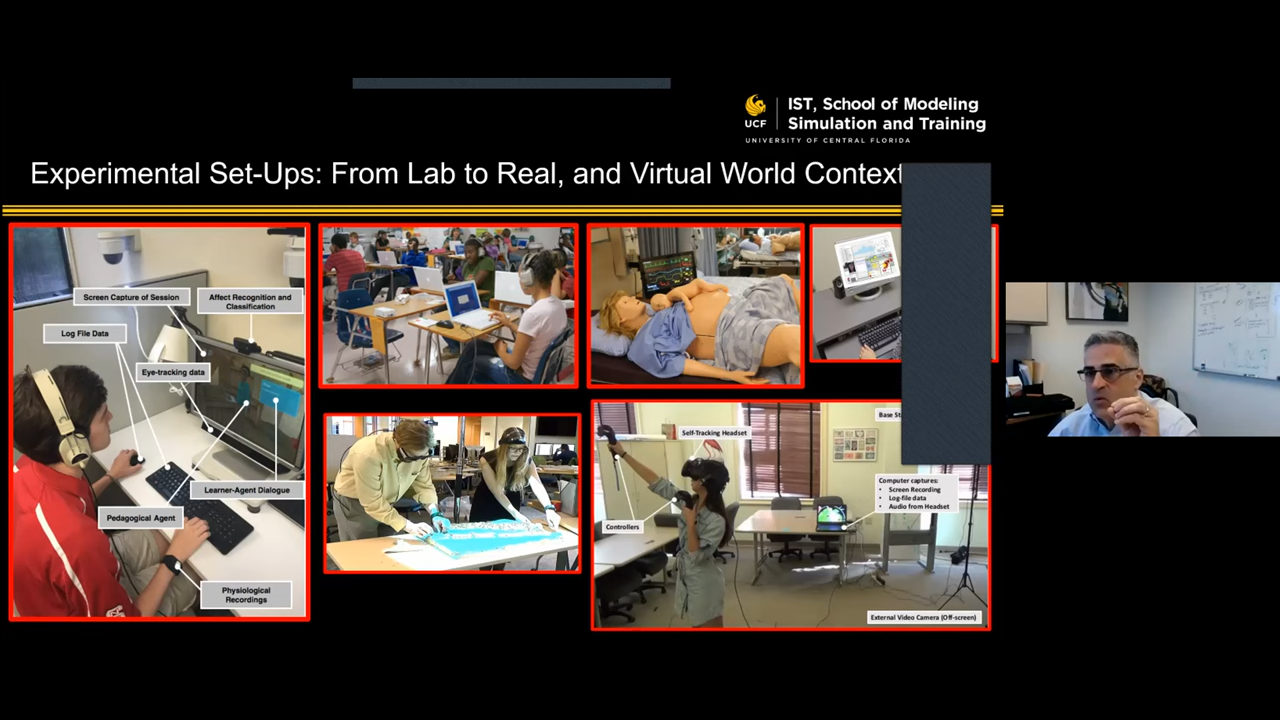 UCF
IST, School of Modeling
Simulation and Training
UNIVERSITY OF CENTRAL FLORIDA
Experimental Set-Ups: From Lab to Real, and Virtual World Context
Screen Capture of Session
Affect Recognition and
Classification
Log File Data
Eye-tracking data
Learner-Agent Dialogue
Pedagogical Agent
Physiological
Recordings
Self-Tracking Headset
Base St
Controllers
Computer captures:
• Screen Recording
• Log-file data
• Audio from Headset
External Video Camera (Off-screen)